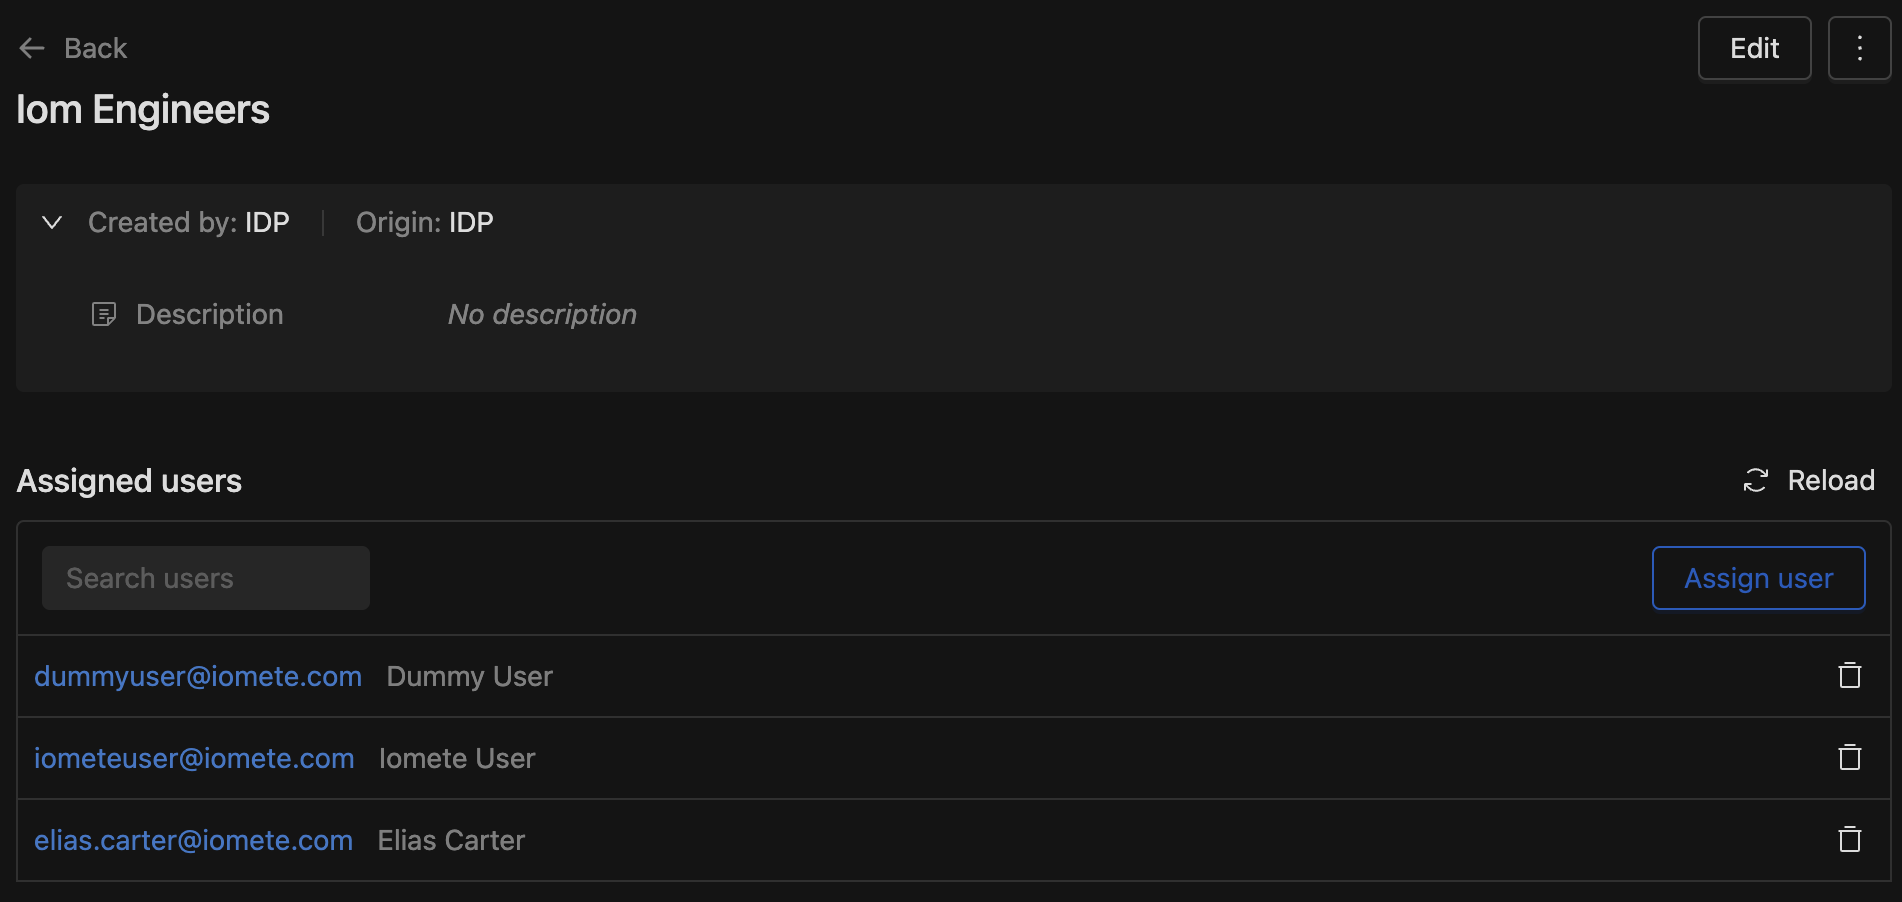 Back
Edit
Iom Engineers
Created by: IDP
Origin: IDP
Description
No description
Assigned users
Reload
Search users
Assign user
dummyuser@iomete.com Dummy User
iometeuser@iomete.com Iomete User
elias.carter@iomete.com Elias Carter